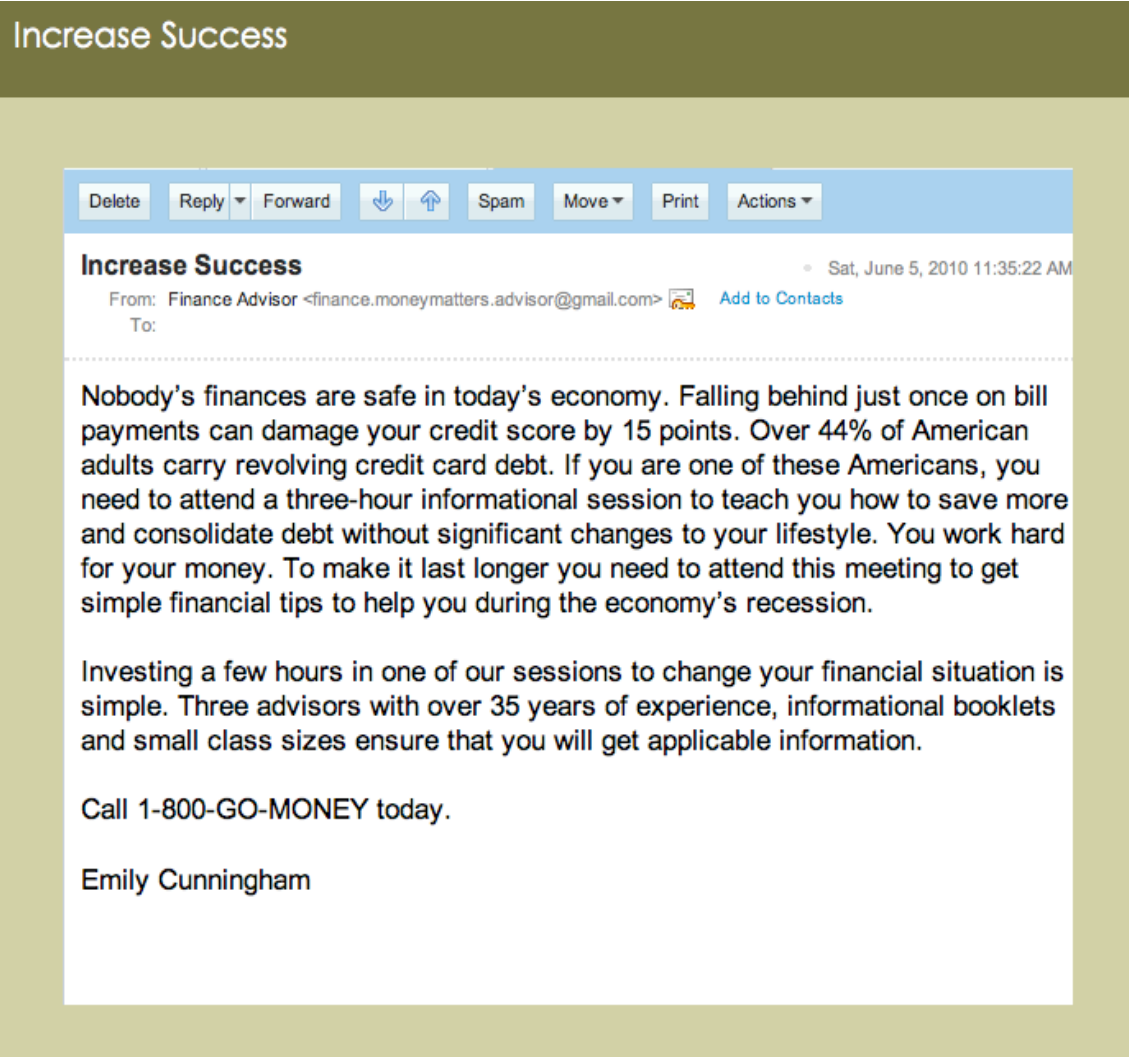 Increase Success
Delete Reply Forward Spam Move Print Actions
Increase Success
Sat, June 5, 2010 11:35:22 AM
From: Finance Advisor <finance.moneymatters.advisor@gmail.com> Add to Contacts
To:
Nobody's finances are safe in today's economy. Falling behind just once on bill
payments can damage your credit score by 15 points. Over 44% of American
adults carry revolving credit card debt. If you are one of these Americans, you
need to attend a three-hour informational session to teach you how to save more
and consolidate debt without significant changes to your lifestyle. You work hard
for your money. To make it last longer you need to attend this meeting to get
simple financial tips to help you during the economy's recession.
Investing a few hours in one of our sessions to change your financial situation is
simple. Three advisors with over 35 years of experience, informational booklets
and small class sizes ensure that you will get applicable information.
Call 1-800-GO-MONEY today.
Emily Cunningham